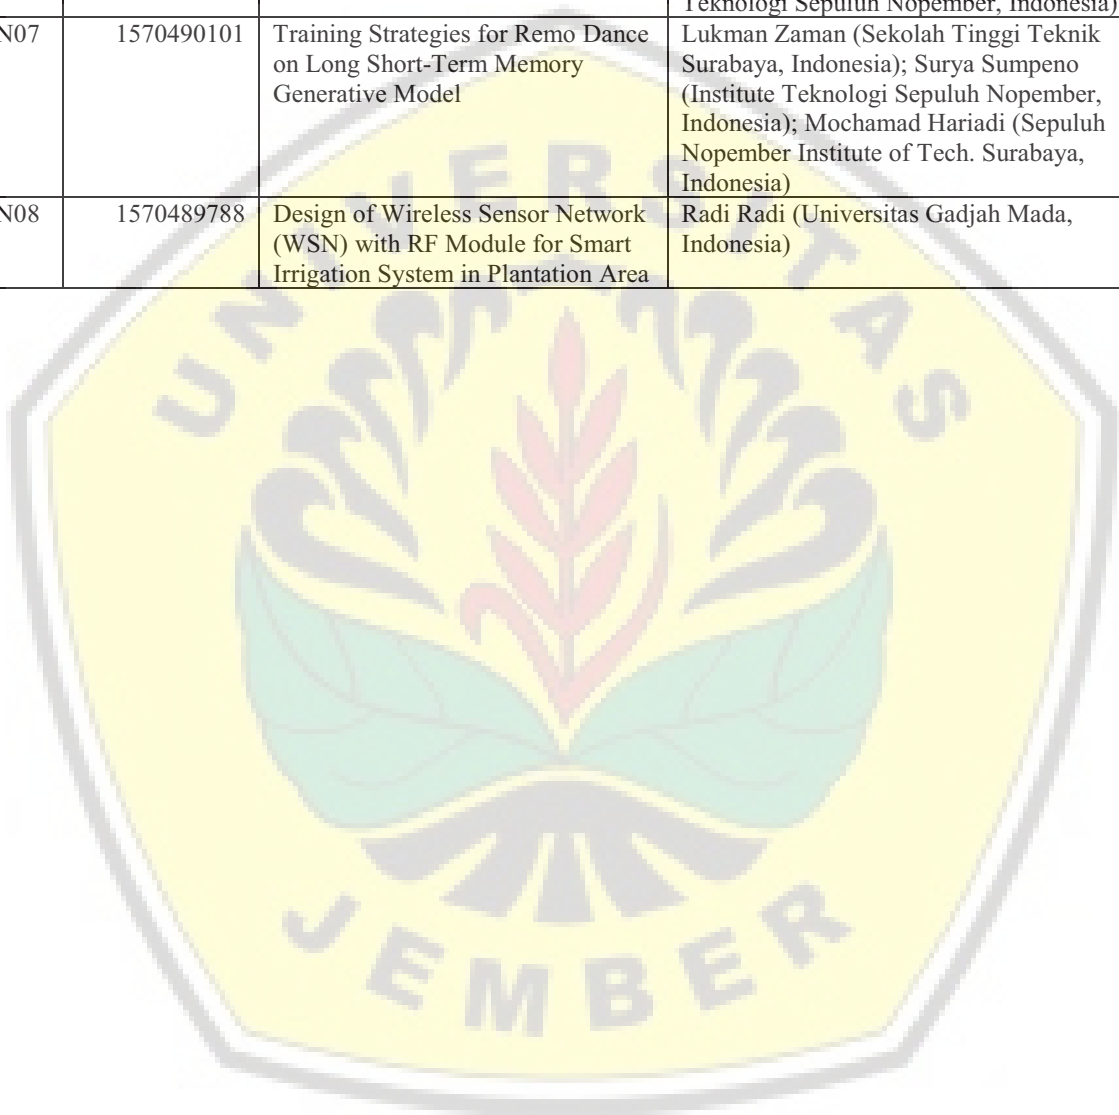 Teknologi Sepuluh Nopember, Indonesia)
N07 1570490101 Training Strategies for Remo Dance Lukman Zaman (Sekolah Tinggi Teknik
on Long Short-Term Memory Surabaya, Indonesia); Surya Sumpeno
Generative Model (Institute Teknologi Sepuluh Nopember,
Indonesia); Mochamad Hariadi (Sepuluh
Nopember Institute of Tech. Surabaya,
Indonesia)
N08 1570489788 Design of Wireless Sensor Network Radi Radi (Universitas Gadjah Mada,
(WSN) with RF Module for Smart Indonesia)
Irrigation System in Plantation Area
UNIVERSITAS
JEMBER